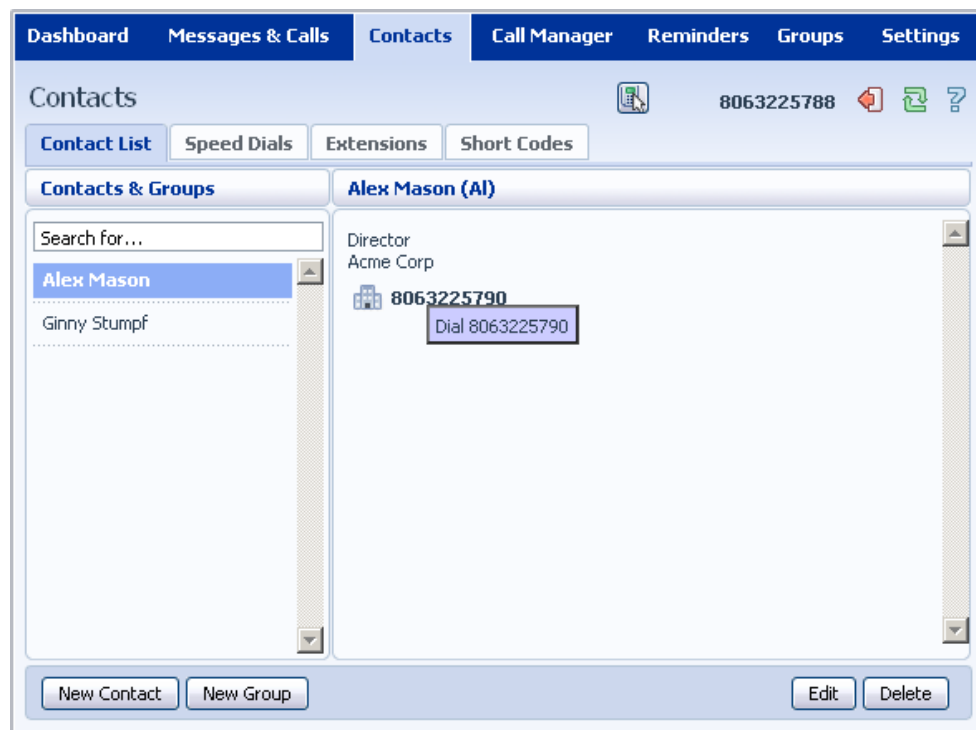 Dashboard Messages & Calls Contacts Call Manager Reminders Groups Settings
Contacts 8063225788
Contact List Speed Dials Extensions Short Codes
Contacts & Groups
Search for...
Alex Mason
Ginny Stumpf
Alex Mason (Al)
Director
Acme Corp
8063225790
Dial 8063225790
New Contact New Group Edit Delete